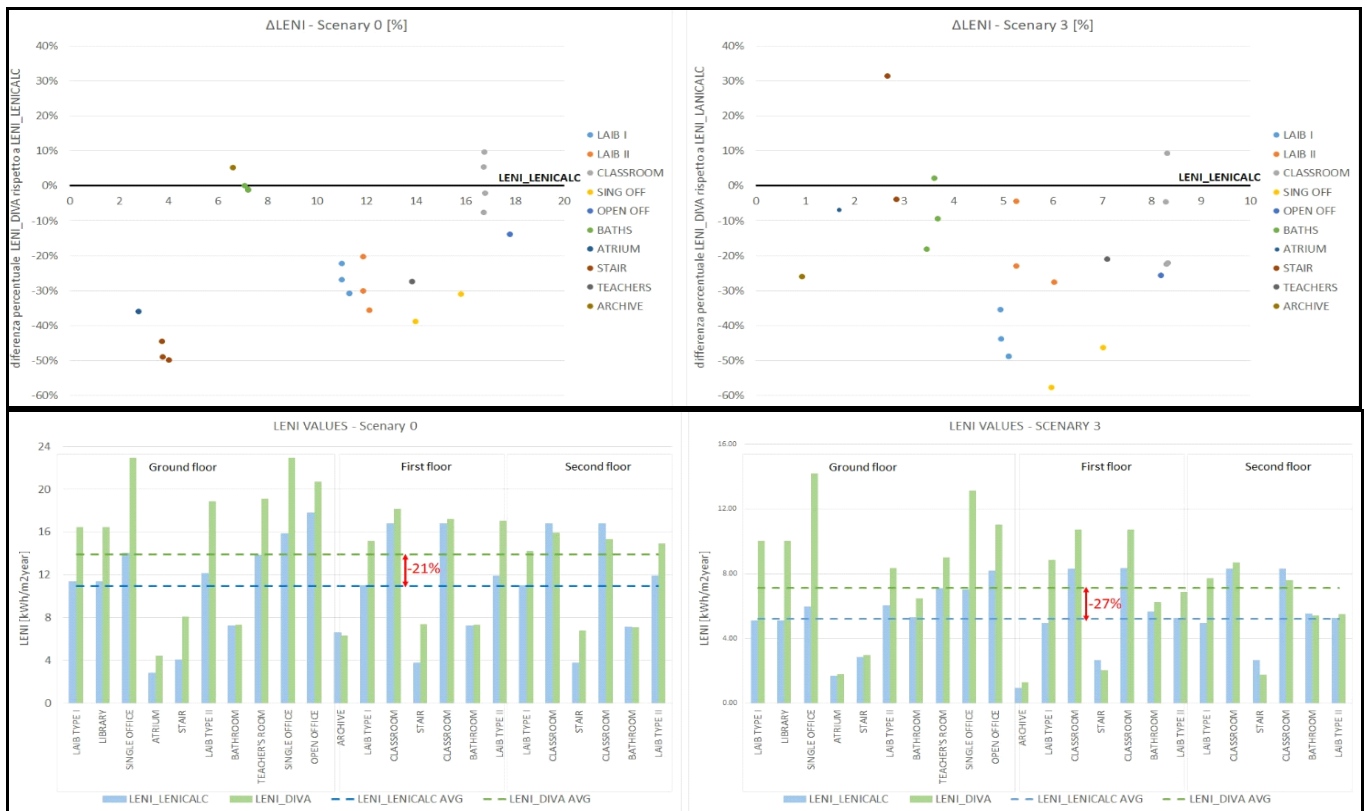 ΔLENI - Scenary 0 [%]
diferenza percentuale LENI_DIVA rispetto a LENI_LENICALC
40%
30%
20%
10%
0%
-10%
-20%
-30%
-40%
-50%
-60%
0 2 4 6 8 10 12 14 16 18 20
LENI_LENICALC
LAIB I
LAIB II
CLASSROOM
SING OFF
OPEN OFF
BATHS
ATRIUM
STAIR
TEACHERS
ARCHIVE
ΔLENI - Scenary 3 [%]
differenza percentuale LENI_DIVA rispetto a LENI_LANICALC
40%
30%
20%
10%
0%
-10%
-20%
-30%
-40%
-50%
-60%
0 1 2 3 4 5 6 7 8 9 10
LENI_LENICALC
LAIB I
LAIB II
CLASSROOM
SING OFF
OPEN OFF
BATHS
ATRIUM
STAIR
TEACHERS
ARCHIVE
LENI VALUES - Scenary 0
LENI [kWh/m2year]
24
20
16
12
8
4
0
Ground floor
First floor
Second floor
-21%
LAIB TYPE I
LIBRARY
SINGLE OFFICE
ATRIUM
STAIR
LAIB TYPE II
BATHROOM
TEACHER'S ROOM
SINGLE OFFICE
OPEN OFFICE
ARCHIVE
LAIB TYPE I
CLASSROOM
STAIR
CLASSROOM
BATHROOM
LAIB TYPE II
LAIB TYPE I
CLASSROOM
STAIR
CLASSROOM
BATHROOM
LAIB TYPE II
LENI_LENICALC LENI_DIVA LENI_LENICALC AVG LENI_DIVA AVG
LENI VALUES - SCENARY 3
LENI [kWh/m2year]
16.00
12.00
8.00
4.00
0.00
Ground floor
First floor
Second floor
-27%
LAIB TYPE I
LIBRARY
SINGLE OFFICE
ATRIUM
STAIR
LAIB TYPE II
BATHROOM
TEACHER'S ROOM
SINGLE OFFICE
OPEN OFFICE
ARCHIVE
LAIB TYPE I
CLASSROOM
STAIR
CLASSROOM
BATHROOM
LAIB TYPE II
LAIB TYPE I
CLASSROOM
STAIR
CLASSROOM
BATHROOM
LAIB TYPE II
LENI_LENICALC LENI_DIVA LENI_LENICALC AVG LENI_DIVA AVG